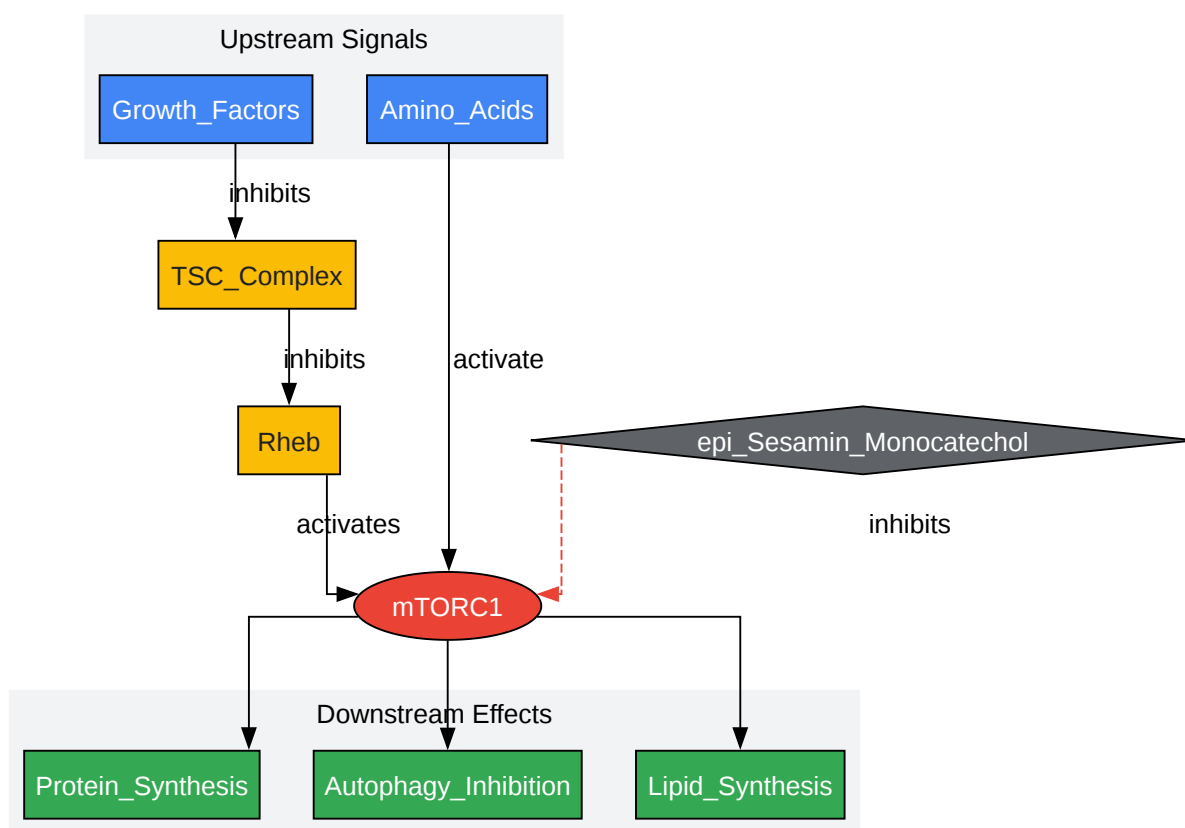 Upstream Signals
Growth_Factors
Amino_Acids
inhibits
TSC_Complex
inhibits
activate
Rheb
epi_Sesamin_Monocatechol
activates
inhibits
mTORC1
Downstream Effects
Protein_Synthesis
Autophagy_Inhibition
Lipid_Synthesis